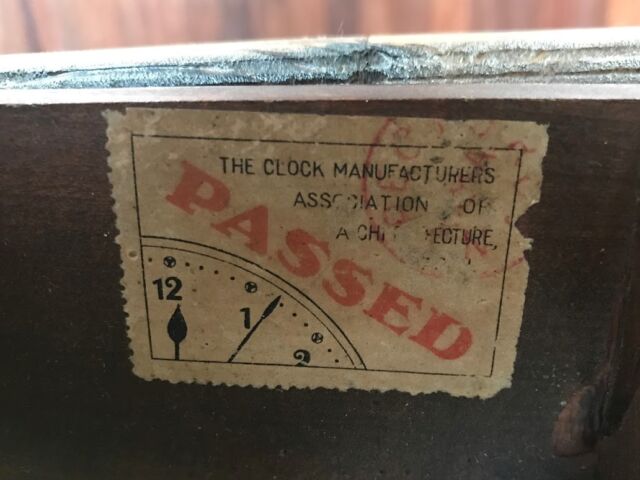 THE CLOCK MANUFACTURERS
ASSOCIATION OF
PASSED
12
1
2